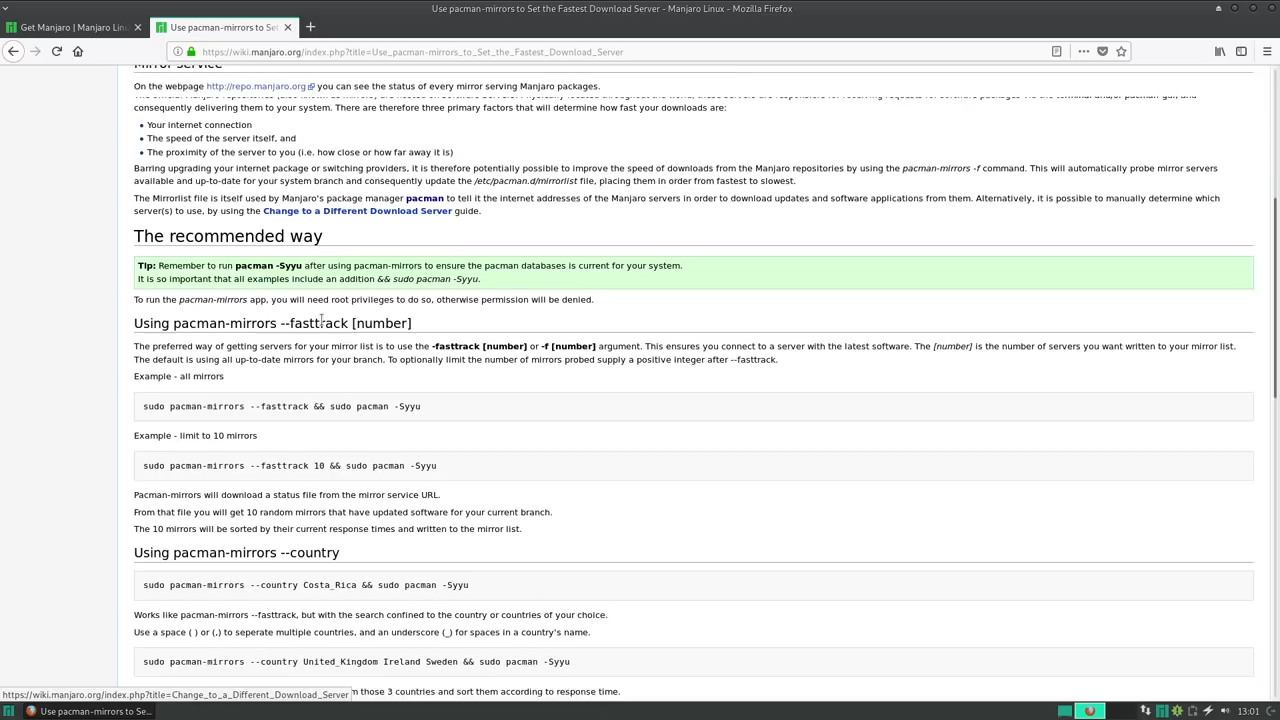 Use pacman-mirrors to Set the Fastest Download Server - Manjaro Linux - Mozilla Firefox
Get Manjaro | Manjaro Linu
Use pacman-mirrors to Set
https://wiki.manjaro.org/index.php?title=Use_pacman-mirrors_to_Set_the_Fastest_Download_Server
Mirror service
On the webpage http://repo.manjaro.org you can see the status of every mirror serving Manjaro packages.
consequently delivering them to your system. There are therefore three primary factors that will determine how fast your downloads are:
Your internet connection
The speed of the server itself, and
The proximity of the server to you (i.e. how close or how far away it is)
Barring upgrading your internet package or switching providers, it is therefore potentially possible to improve the speed of downloads from the Manjaro repositories by using the pacman-mirrors -f command. This will automatically probe mirror servers
available and up-to-date for your system branch and consequently update the /etc/pacman.d/mirrorlist file, placing them in order from fastest to slowest.
The Mirrorlist file is itself used by Manjaro's package manager pacman to tell it the internet addresses of the Manjaro servers in order to download updates and software applications from them. Alternatively, it is possible to manually determine which
server(s) to use, by using the Change to a Different Download Server guide.
The recommended way
Tip: Remember to run pacman -Syyu after using pacman-mirrors to ensure the pacman databases is current for your system.
It is so important that all examples include an addition && sudo pacman -Syyu.
To run the pacman-mirrors app, you will need root privileges to do so, otherwise permission will be denied.
Using pacman-mirrors --fasttrack [number]
The preferred way of getting servers for your mirror list is to use the -fasttrack [number] or -f [number] argument. This ensures you connect to a server with the latest software. The [number] is the number of servers you want written to your mirror list.
The default is using all up-to-date mirrors for your branch. To optionally limit the number of mirrors probed supply a positive integer after --fasttrack.
Example - all mirrors
sudo pacman-mirrors --fasttrack && sudo pacman -Syyu
Example - limit to 10 mirrors
sudo pacman-mirrors --fasttrack 10 && sudo pacman -Syyu
Pacman-mirrors will download a status file from the mirror service URL.
From that file you will get 10 random mirrors that have updated software for your current branch.
The 10 mirrors will be sorted by their current response times and written to the mirror list.
Using pacman-mirrors --country
sudo pacman-mirrors --country Costa_Rica && sudo pacman -Syyu
Works like pacman-mirrors --fasttrack, but with the search confined to the country or countries of your choice.
Use a space ( ) or (,) to seperate multiple countries, and an underscore (_) for spaces in a country's name.
sudo pacman-mirrors --country United_Kingdom Ireland Sweden && sudo pacman -Syyu
https://wiki.manjaro.org/index.php?title=Change_to_a_Different_Download_Server
m those 3 countries and sort them according to response time.
Use pacman-mirrors to Se...
13:01